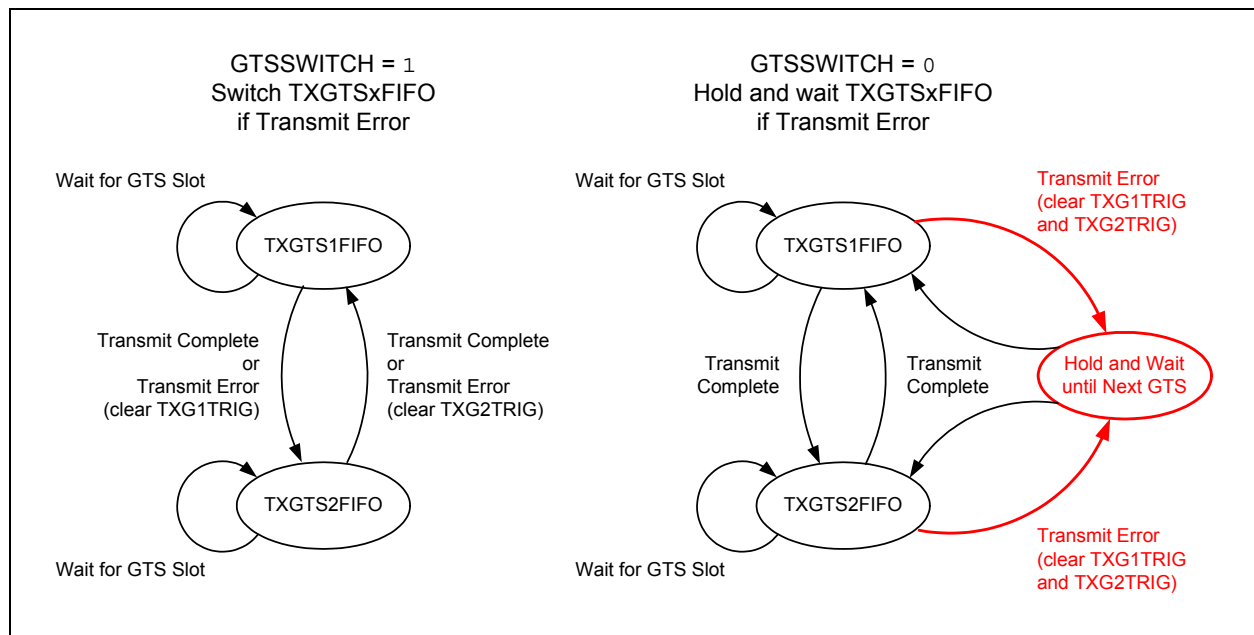 GTSSWITCH = 1
Switch TXGTSxFIFO
if Transmit Error
Wait for GTS Slot
TXGTS1FIFO
Transmit Complete
or
Transmit Error
(clear TXG1TRIG)
Transmit Complete
or
Transmit Error
(clear TXG2TRIG)
TXGTS2FIFO
Wait for GTS Slot
GTSSWITCH = 0
Hold and wait TXGTSxFIFO
if Transmit Error
Wait for GTS Slot
TXGTS1FIFO
Transmit Error
(clear TXG1TRIG
and TXG2TRIG)
Transmit
Complete
Transmit
Complete
Hold and Wait
until Next GTS
TXGTS2FIFO
Wait for GTS Slot
Transmit Error
(clear TXG1TRIG
and TXG2TRIG)